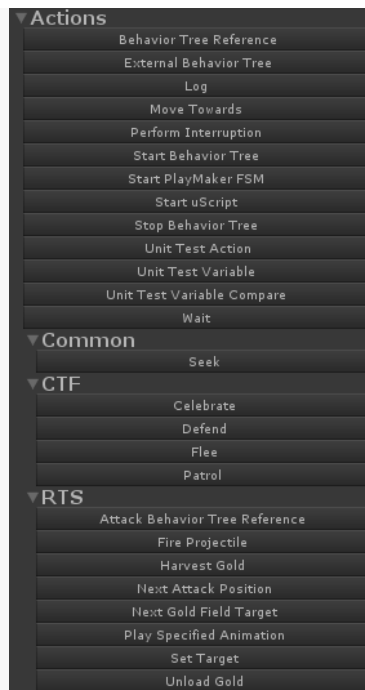 Actions
Behavior Tree Reference
External Behavior Tree
Log
Move Towards
Perform Interruption
Start Behavior Tree
Start PlayMaker FSM
Start uScript
Stop Behavior Tree
Unit Test Action
Unit Test Variable
Unit Test Variable Compare
Wait
Common
Seek
CTF
Celebrate
Defend
Flee
Patrol
RTS
Attack Behavior Tree Reference
Fire Projectile
Harvest Gold
Next Attack Position
Next Gold Field Target
Play Specified Animation
Set Target
Unload Gold